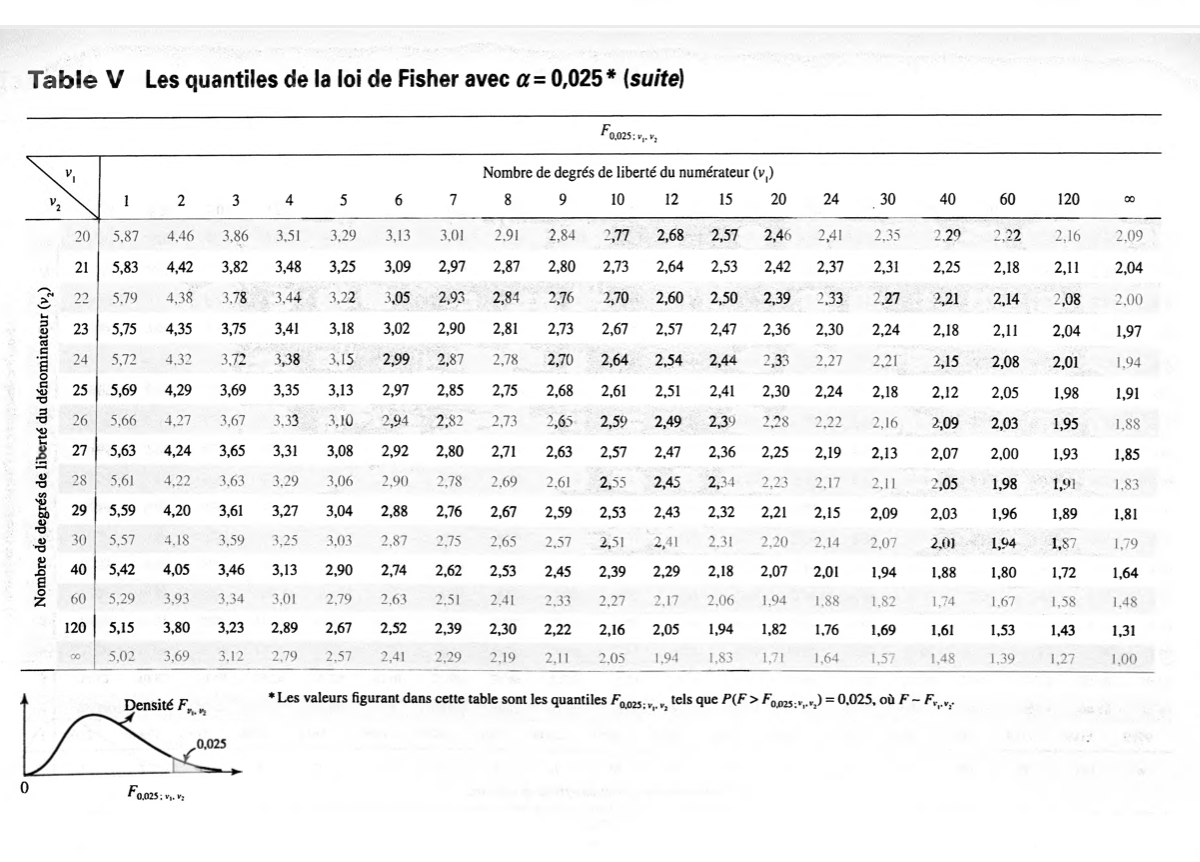 Table V Les quantiles de la loi de Fisher avec α = 0,025* (suite)
F0,025 ; ν1, ν2
ν1 Nombre de degrés de liberté du numérateur (ν1)
ν2 1 2 3 4 5 6 7 8 9 10 12 15 20 24 30 40 60 120 ∞
Nombre de degrés de liberté du dénominateur (ν2)
20 5,87 4,46 3,86 3,51 3,29 3,13 3,01 2,91 2,84 2,77 2,68 2,57 2,46 2,41 2,35 2,29 2,22 2,16 2,09
21 5,83 4,42 3,82 3,48 3,25 3,09 2,97 2,87 2,80 2,73 2,64 2,53 2,42 2,37 2,31 2,25 2,18 2,11 2,04
22 5,79 4,38 3,78 3,44 3,22 3,05 2,93 2,84 2,76 2,70 2,60 2,50 2,39 2,33 2,27 2,21 2,14 2,08 2,00
23 5,75 4,35 3,75 3,41 3,18 3,02 2,90 2,81 2,73 2,67 2,57 2,47 2,36 2,30 2,24 2,18 2,11 2,04 1,97
24 5,72 4,32 3,72 3,38 3,15 2,99 2,87 2,78 2,70 2,64 2,54 2,44 2,33 2,27 2,21 2,15 2,08 2,01 1,94
25 5,69 4,29 3,69 3,35 3,13 2,97 2,85 2,75 2,68 2,61 2,51 2,41 2,30 2,24 2,18 2,12 2,05 1,98 1,91
26 5,66 4,27 3,67 3,33 3,10 2,94 2,82 2,73 2,65 2,59 2,49 2,39 2,28 2,22 2,16 2,09 2,03 1,95 1,88
27 5,63 4,24 3,65 3,31 3,08 2,92 2,80 2,71 2,63 2,57 2,47 2,36 2,25 2,19 2,13 2,07 2,00 1,93 1,85
28 5,61 4,22 3,63 3,29 3,06 2,90 2,78 2,69 2,61 2,55 2,45 2,34 2,23 2,17 2,11 2,05 1,98 1,91 1,83
29 5,59 4,20 3,61 3,27 3,04 2,88 2,76 2,67 2,59 2,53 2,43 2,32 2,21 2,15 2,09 2,03 1,96 1,89 1,81
30 5,57 4,18 3,59 3,25 3,03 2,87 2,75 2,65 2,57 2,51 2,41 2,31 2,20 2,14 2,07 2,01 1,94 1,87 1,79
40 5,42 4,05 3,46 3,13 2,90 2,74 2,62 2,53 2,45 2,39 2,29 2,18 2,07 2,01 1,94 1,88 1,80 1,72 1,64
60 5,29 3,93 3,34 3,01 2,79 2,63 2,51 2,41 2,33 2,27 2,17 2,06 1,94 1,88 1,82 1,74 1,67 1,58 1,48
120 5,15 3,80 3,23 2,89 2,67 2,52 2,39 2,30 2,22 2,16 2,05 1,94 1,82 1,76 1,69 1,61 1,53 1,43 1,31
∞ 5,02 3,69 3,12 2,79 2,57 2,41 2,29 2,19 2,11 2,05 1,94 1,83 1,71 1,64 1,57 1,48 1,39 1,27 1,00
*Les valeurs figurant dans cette table sont les quantiles F0,025 ; ν1, ν2 tels que P(F > F0,025 ; ν1, ν2) = 0,025, où F ~ Fν1, ν2.
Densité Fν1, ν2
0,025
0
F0,025 ; ν1, ν2